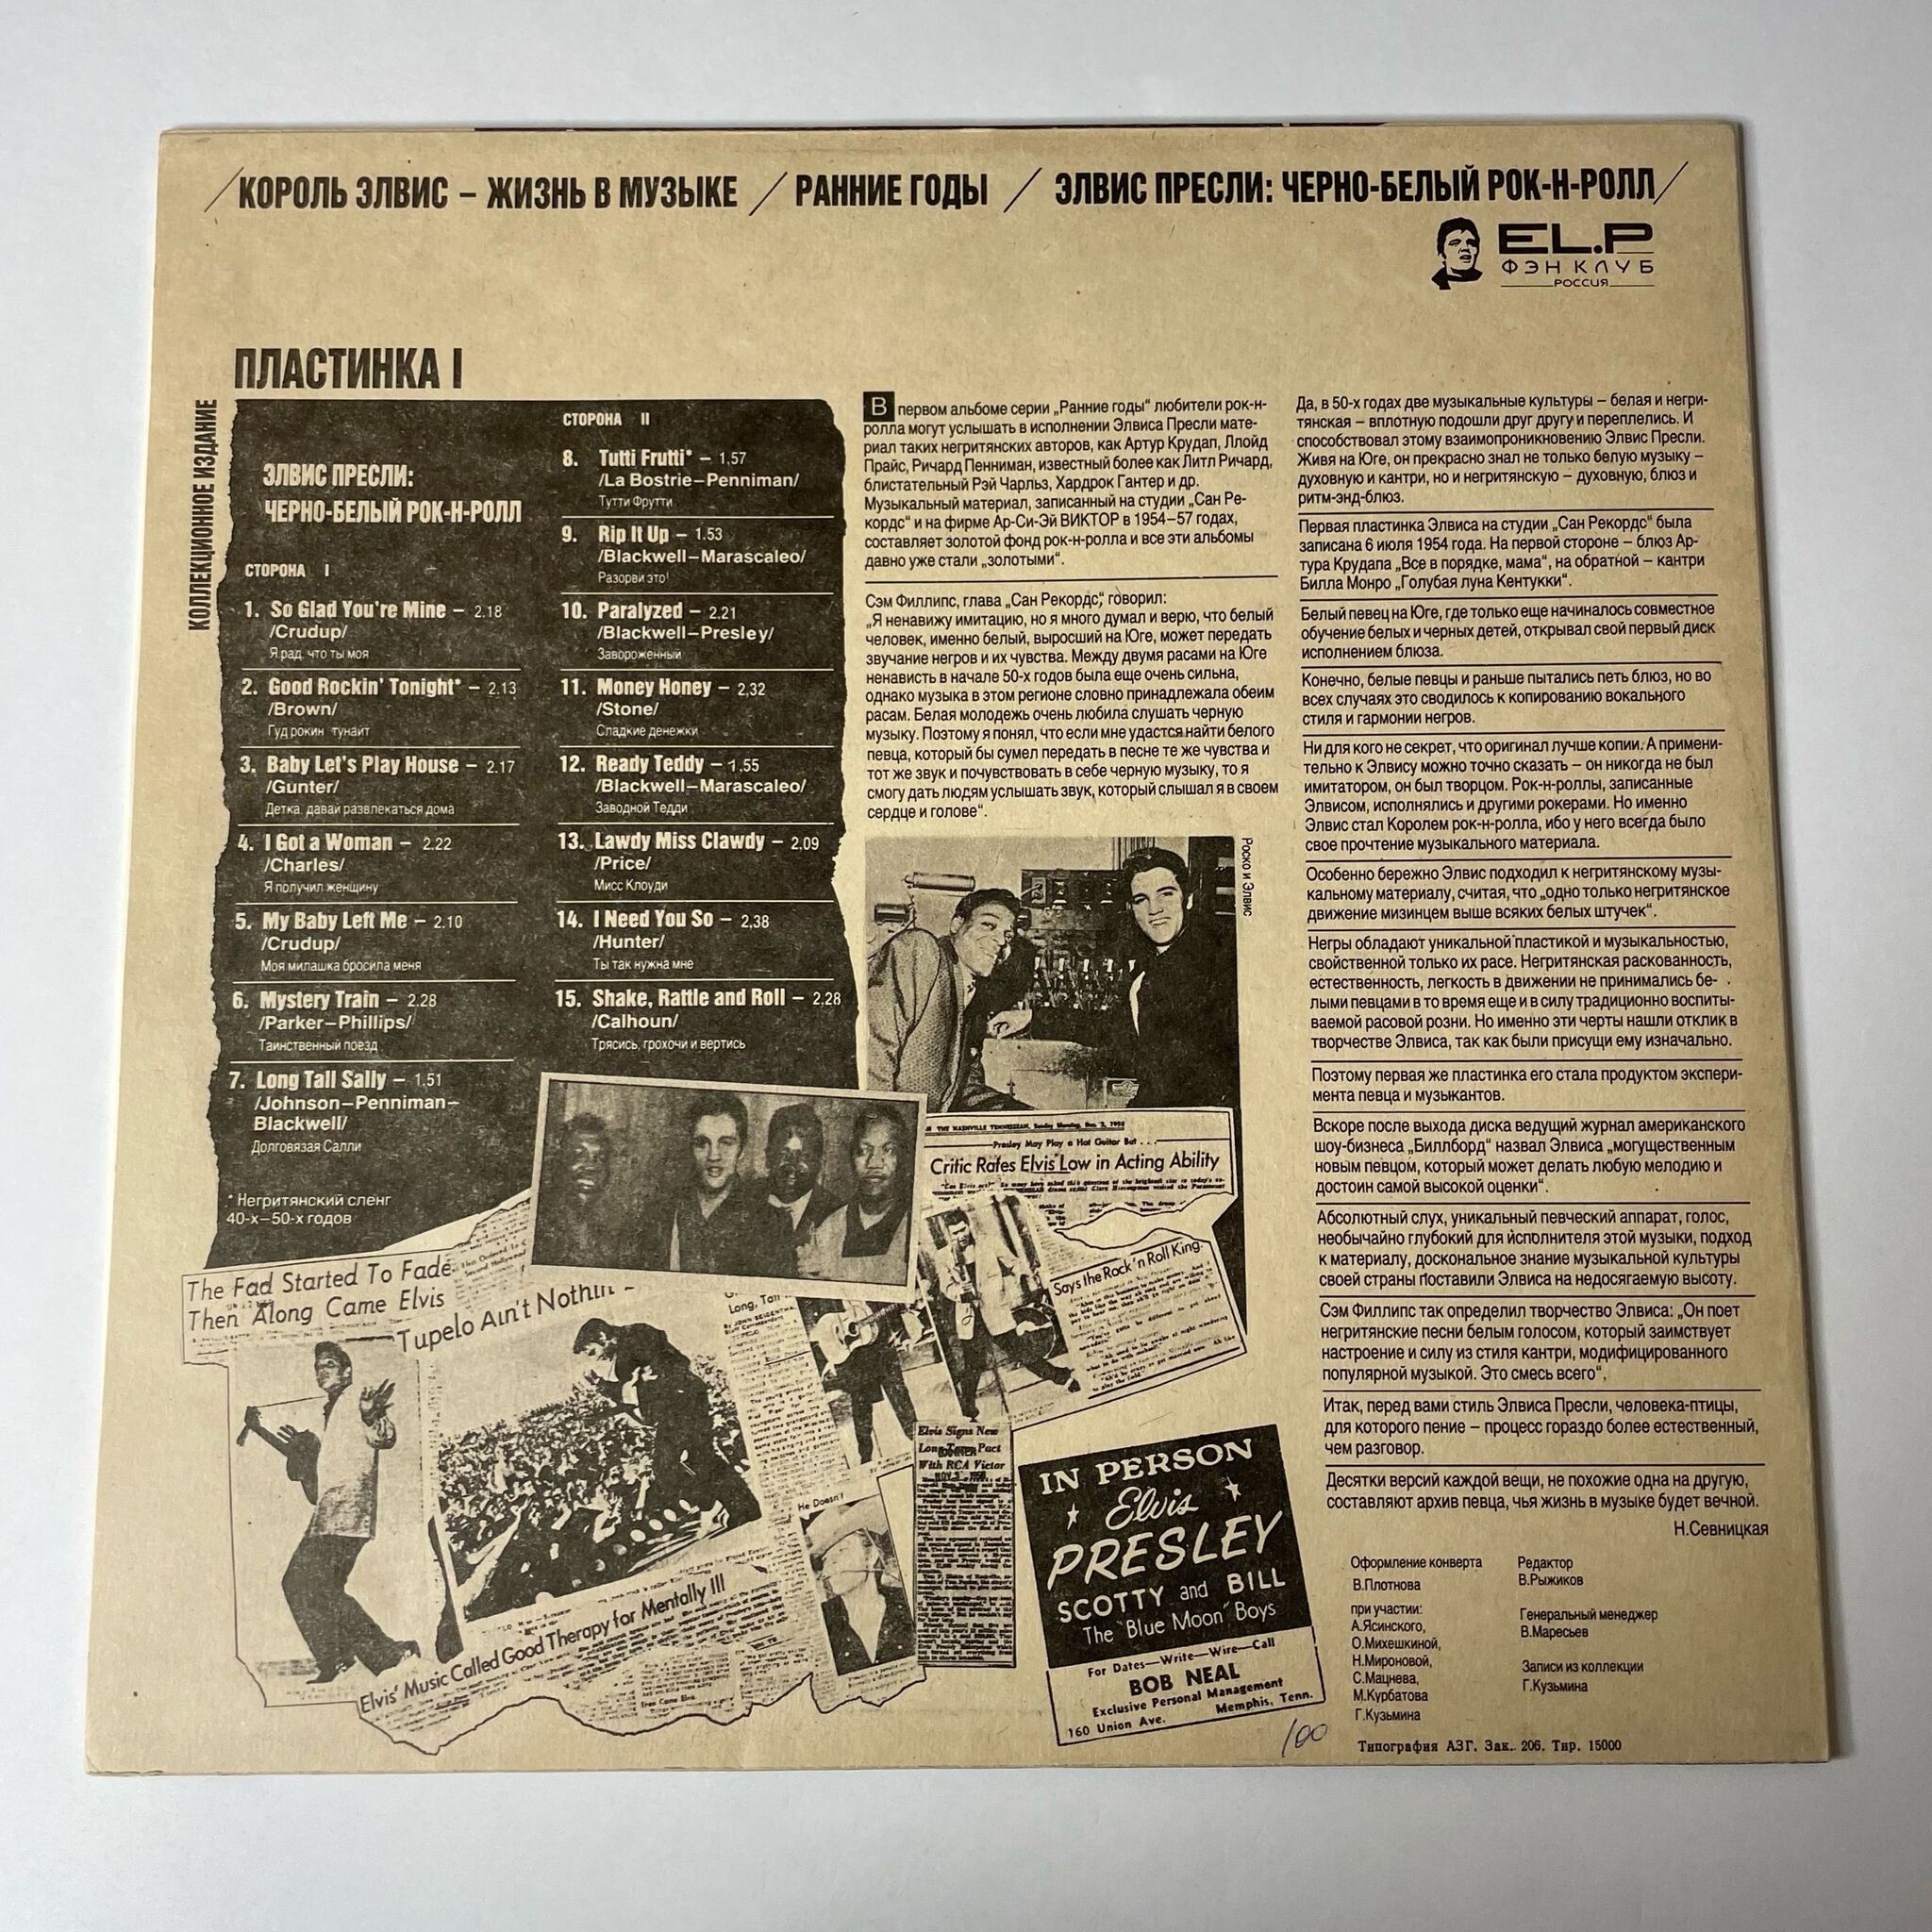 КОРОЛЬ ЭЛВИС – ЖИЗНЬ В МУЗЫКЕ / РАННИЕ ГОДЫ / ЭЛВИС ПРЕСЛИ: ЧЕРНО-БЕЛЫЙ РОК-Н-РОЛЛ/
EL.P
ФЭН КЛУБ
РОССИЯ
ПЛАСТИНКА I
КОЛЛЕКЦИОННОЕ ИЗДАНИЕ
ЭЛВИС ПРЕСЛИ:
ЧЕРНО-БЕЛЫЙ РОК-Н-РОЛЛ
СТОРОНА I
1. So Glad You're Mine – 2.18
/Crudup/
Я рад, что ты моя
2. Good Rockin' Tonight* – 2.13
/Brown/
Гуд рокин тунайт
3. Baby Let's Play House – 2.17
/Gunter/
Детка, давай развлекаться дома
4. I Got a Woman – 2.22
/Charles/
Я получил женщину
5. My Baby Left Me – 2.10
/Crudup/
Моя милашка бросила меня
6. Mystery Train – 2.28
/Parker–Phillips/
Таинственный поезд
7. Long Tall Sally – 1.51
/Johnson–Penniman–
Blackwell/
Долговязая Салли
* Негритянский сленг
40-х–50-х годов
СТОРОНА II
8. Tutti Frutti* – 1,57
/La Bostrie–Penniman/
Тутти Фрутти
9. Rip It Up – 1.53
/Blackwell–Marascaleo/
Разорви это!
10. Paralyzed – 2.21
/Blackwell–Presley/
Завороженный
11. Money Honey – 2,32
/Stone/
Сладкие денежки
12. Ready Teddy – 1.55
/Blackwell–Marascaleo/
Заводной Тедди
13. Lawdy Miss Clawdy – 2,09
/Price/
Мисс Клоуди
14. I Need You So – 2,38
/Hunter/
Ты так нужна мне
15. Shake, Rattle and Roll – 2,28
/Calhoun/
Трясись, грохочи и вертись
В первом альбоме серии „Ранние годы“ любители рок-н-
ролла могут услышать в исполнении Элвиса Пресли мате-
риал таких негритянских авторов, как Артур Крудап, Ллойд
Прайс, Ричард Пенниман, известный более как Литл Ричард,
блистательный Рэй Чарльз, Хардрок Гантер и др.
Музыкальный материал, записанный на студии „Сан Ре-
кордс“ и на фирме Ар-Си-Эй ВИКТОР в 1954–57 годах,
составляет золотой фонд рок-н-ролла и все эти альбомы
давно уже стали „золотыми“.
Сэм Филлипс, глава „Сан Рекордс“, говорил:
„Я ненавижу имитацию, но я много думал и верю, что белый
человек, именно белый, выросший на Юге, может передать
звучание негров и их чувства. Между двумя расами на Юге
ненависть в начале 50-х годов была еще очень сильна,
однако музыка в этом регионе словно принадлежала обеим
расам. Белая молодежь очень любила слушать черную
музыку. Поэтому я понял, что если мне удастся найти белого
певца, который бы сумел передать в песне те же чувства и
тот же звук и почувствовать в себе черную музыку, то я
смогу дать людям услышать звук, который слышал я в своем
сердце и голове“.
Роско и Элвис
Да, в 50-х годах две музыкальные культуры – белая и негри-
тянская – вплотную подошли друг другу и переплелись. И
способствовал этому взаимопроникновению Элвис Пресли.
Живя на Юге, он прекрасно знал не только белую музыку –
духовную и кантри, но и негритянскую – духовную, блюз и
ритм-энд-блюз.
Первая пластинка Элвиса на студии „Сан Рекордс“ была
записана 6 июля 1954 года. На первой стороне – блюз Ар-
тура Крудапа „Все в порядке, мама“, на обратной – кантри
Билла Монро „Голубая луна Кентукки“.
Белый певец на Юге, где только еще начиналось совместное
обучение белых и черных детей, открывал свой первый диск
исполнением блюза.
Конечно, белые певцы и раньше пытались петь блюз, но во
всех случаях это сводилось к копированию вокального
стиля и гармонии негров.
Ни для кого не секрет, что оригинал лучше копии. А примени-
тельно к Элвису можно точно сказать – он никогда не был
имитатором, он был творцом. Рок-н-роллы, записанные
Элвисом, исполнялись и другими рокерами. Но именно
Элвис стал Королем рок-н-ролла, ибо у него всегда было
свое прочтение музыкального материала.
Особенно бережно Элвис подходил к негритянскому музы-
кальному материалу, считая, что „одно только негритянское
движение мизинцем выше всяких белых штучек“.
Негры обладают уникальной пластикой и музыкальностью,
свойственной только их расе. Негритянская раскованность,
естественность, легкость в движении не принимались бе-
лыми певцами в то время еще и в силу традиционно воспиты-
ваемой расовой розни. Но именно эти черты нашли отклик в
творчестве Элвиса, так как были присущи ему изначально.
Поэтому первая же пластинка его стала продуктом экспери-
мента певца и музыкантов.
Вскоре после выхода диска ведущий журнал американского
шоу-бизнеса „Биллборд“ назвал Элвиса „могущественным
новым певцом, который может делать любую мелодию и
достоин самой высокой оценки“.
Абсолютный слух, уникальный певческий аппарат, голос,
необычайно глубокий для исполнителя этой музыки, подход
к материалу, доскональное знание музыкальной культуры
своей страны поставили Элвиса на недосягаемую высоту.
Сэм Филлипс так определил творчество Элвиса: „Он поет
негритянские песни белым голосом, который заимствует
настроение и силу из стиля кантри, модифицированного
популярной музыкой. Это смесь всего“.
Итак, перед вами стиль Элвиса Пресли, человека-птицы,
для которого пение – процесс гораздо более естественный,
чем разговор.
Десятки версий каждой вещи, не похожие одна на другую,
составляют архив певца, чья жизнь в музыке будет вечной.
Н.Севницкая
Оформление конверта
В.Плотнова
при участии:
А.Ясинского,
О.Михешкиной,
Н.Мироновой,
С.Мацнева,
М.Курбатова
Г.Кузьмина
Редактор
В.Рыжиков
Генеральный менеджер
В.Маресьев
Записи из коллекции
Г.Кузьмина
Типография АЗГ. Зак. 206. Тир. 15000
THE NASHVILLE TENNESSEAN, Sunday Morning,
Presley May Play a Hot Guitar But . . .
Critic Rates Elvis Low in Acting Ability
Says the Rock 'n Roll King.
The Fad Started To Fade
Then Along Came Elvis
Tupelo Ain't Nothin'
Long, Tall
Elvis' Music Called Good Therapy for Mentally Ill
He Doesn't
Elvis Signs New
Long Term Pact
With RCA Victor
IN PERSON
Elvis
PRESLEY
SCOTTY and BILL
The "Blue Moon" Boys
For Dates—Write—Wire—Call
BOB NEAL
Exclusive Personal Management
160 Union Ave. Memphis, Tenn.
100